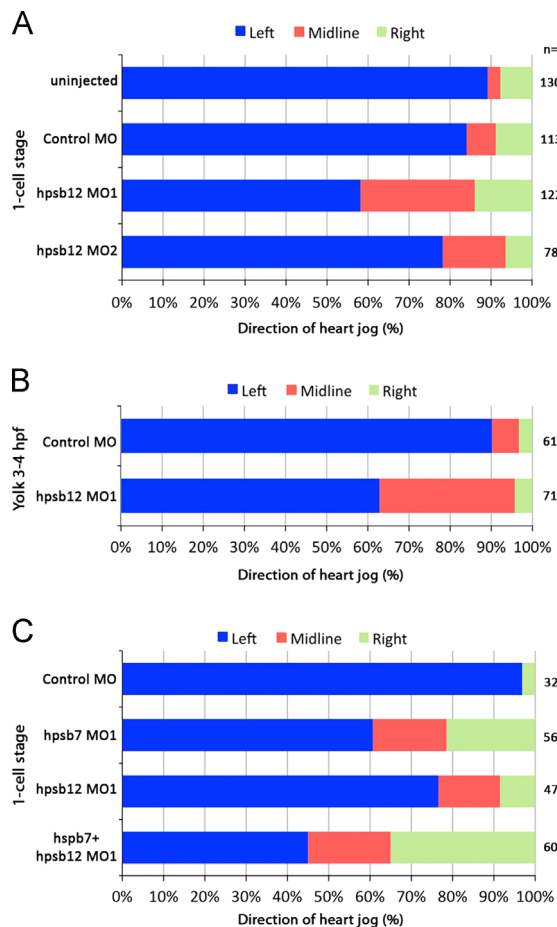 A
Left Midline Right
n=
uninjected 130
Control MO 113
hpsb12 MO1 122
hpsb12 MO2 78
1-cell stage
0% 10% 20% 30% 40% 50% 60% 70% 80% 90% 100%
Direction of heart jog (%)
B
Left Midline Right
Control MO 61
hpsb12 MO1 71
Yolk 3-4 hpf
0% 10% 20% 30% 40% 50% 60% 70% 80% 90% 100%
Direction of heart jog (%)
C
Left Midline Right
Control MO 32
hpsb7 MO1 56
hpsb12 MO1 47
hspb7+
hpsb12 MO1 60
1-cell stage
0% 10% 20% 30% 40% 50% 60% 70% 80% 90% 100%
Direction of heart jog (%)